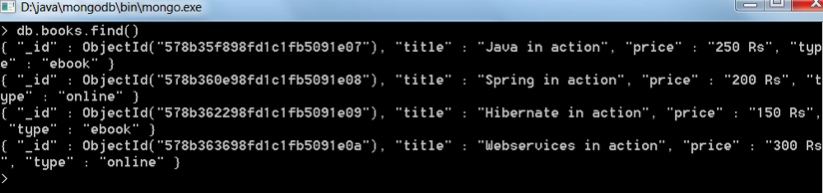 D:\java\mongodb\bin\mongo.exe
> db.books.find()
{ "_id" : ObjectId("578b35f898fd1c1fb5091e07"), "title" : "Java in action", "price" : "250 Rs", "typ
e" : "ebook" }
{ "_id" : ObjectId("578b360e98fd1c1fb5091e08"), "title" : "Spring in action", "price" : "200 Rs", "t
ype" : "online" }
{ "_id" : ObjectId("578b362298fd1c1fb5091e09"), "title" : "Hibernate in action", "price" : "150 Rs",
"type" : "ebook" }
{ "_id" : ObjectId("578b363698fd1c1fb5091e0a"), "title" : "Webservices in action", "price" : "300 Rs
", "type" : "online" }
>